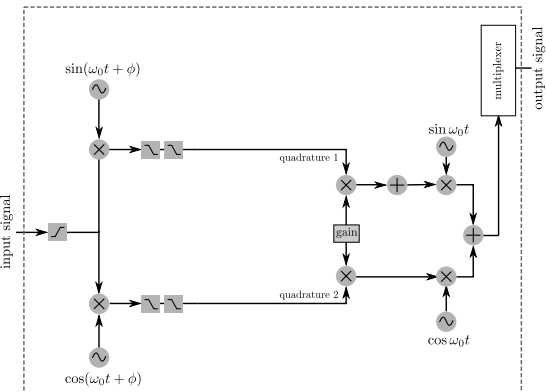 sin(ω₀t + ϕ)
multiplexer
output signal
sin ω₀t
quadrature 1
input signal
gain
quadrature 2
cos ω₀t
cos(ω₀t + ϕ)